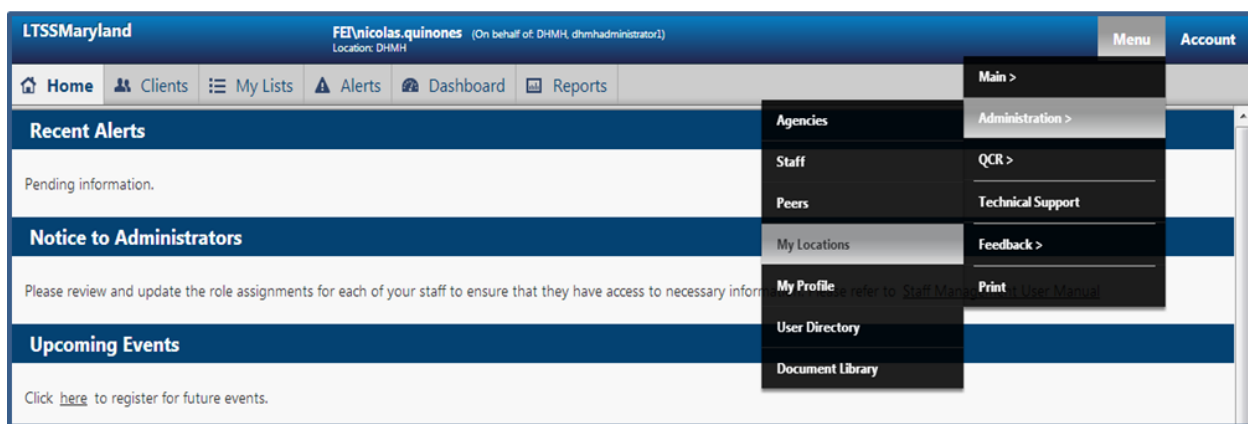 LTSSMaryland
FEI\nicolas.quinones (On behalf of: DHMH, dhmhadministrator1)
Location: DHMH
Menu
Account
Home
Clients
My Lists
Alerts
Dashboard
Reports
Main >
Administration >
QCR >
Technical Support
Feedback >
Print
Agencies
Staff
Peers
My Locations
My Profile
User Directory
Document Library
Recent Alerts
Pending information.
Notice to Administrators
Please review and update the role assignments for each of your staff to ensure that they have access to necessary information. Please refer to Staff Management User Manual
Upcoming Events
Click here to register for future events.